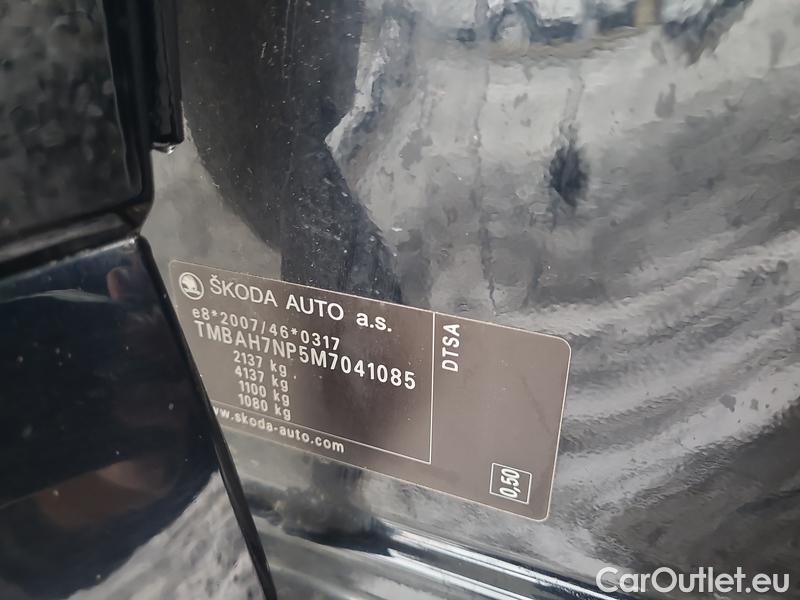 ŠKODA AUTO a.s.
e8*2007/46*0317
TMBAH7NP5M7041085
2137 kg
4137 kg
1100 kg
1080 kg
www.skoda-auto.com
DTSA
0,50
CarOutlet.eu